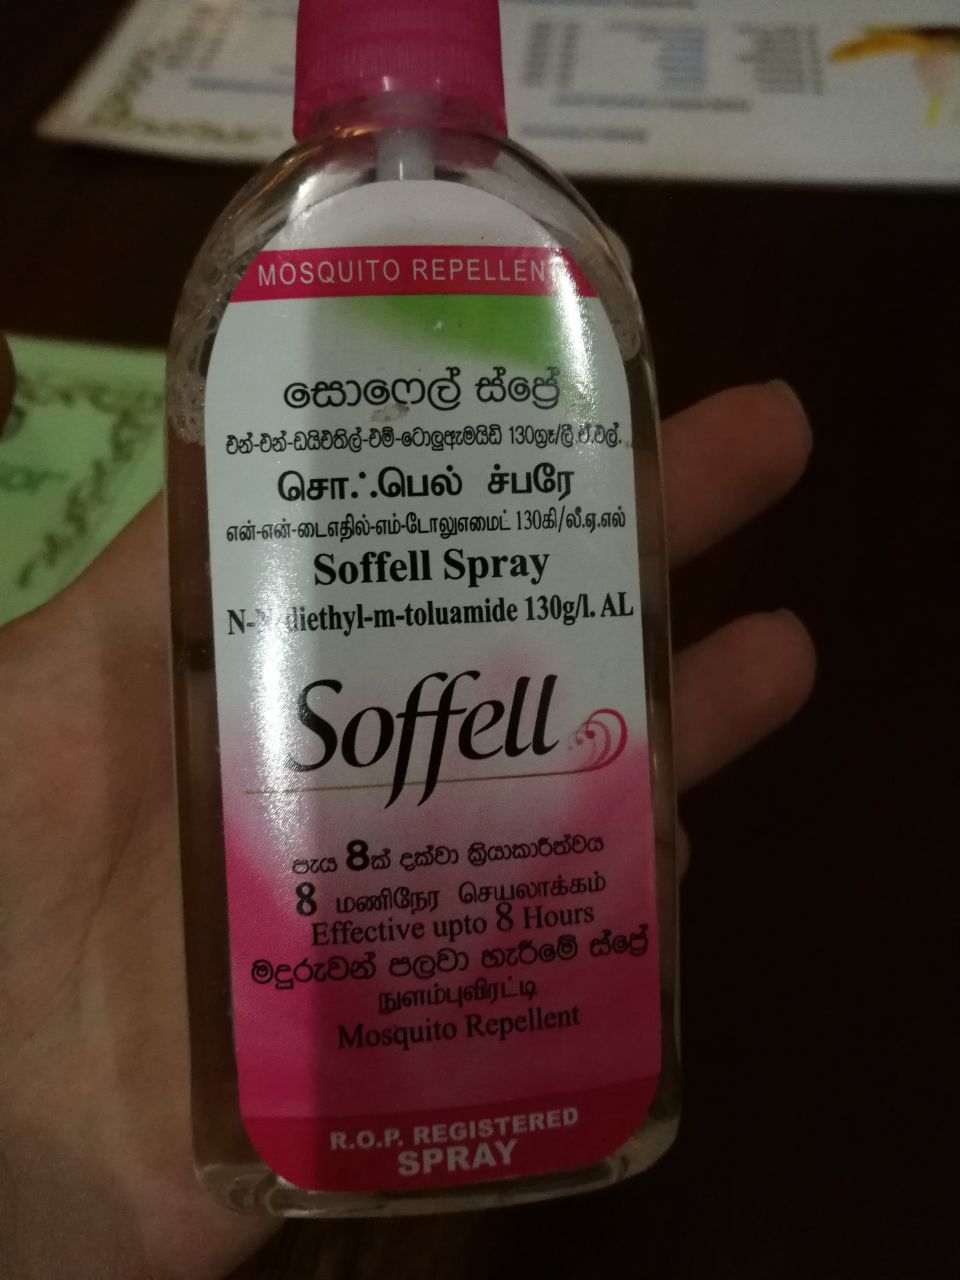 MOSQUITO REPELLENT
සොෆෙල් ස්ප්‍රේ
එන්-එන්-ඩයිඑතිල්-එම්-ටොලුඇමයිඩ් 130ග්‍රෑ/ලී.ඒ.එල්.
சொஃபெல் ச்பரே
என்-என்-டைஎதில்-எம்-டோலுஎமைட் 130கி/லீ.ஏ.எல்
Soffell Spray
N-N-diethyl-m-toluamide 130g/l. AL
Soffell
පැය 8ක් දක්වා ක්‍රියාකාරීත්වය
8 மணிநேர செயலாக்கம்
Effective upto 8 Hours
මදුරුවන් පලවා හැරීමේ ස්ප්‍රේ
நுளம்புவிரட்டி
Mosquito Repellent
R.O.P. REGISTERED
SPRAY